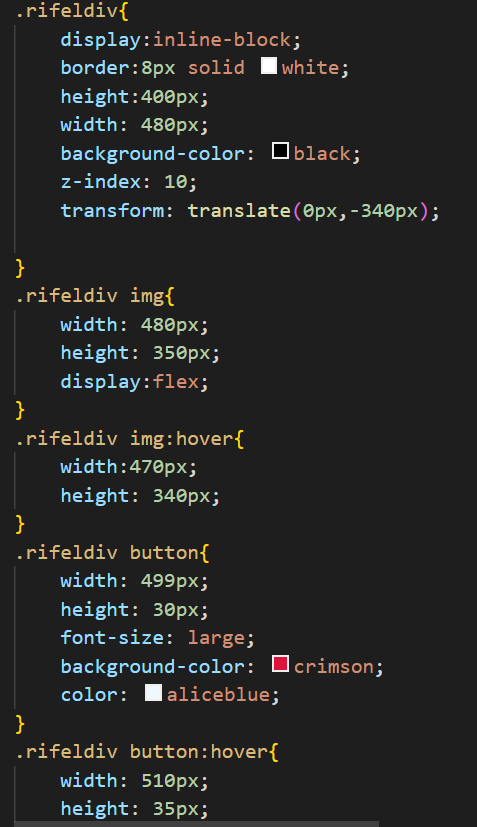 .rifeldiv{
display:inline-block;
border:8px solid white;
height:400px;
width: 480px;
background-color: black;
z-index: 10;
transform: translate(0px,-340px);
}
.rifeldiv img{
width: 480px;
height: 350px;
display:flex;
}
.rifeldiv img:hover{
width:470px;
height: 340px;
}
.rifeldiv button{
width: 499px;
height: 30px;
font-size: large;
background-color: crimson;
color: aliceblue;
}
.rifeldiv button:hover{
width: 510px;
height: 35px;